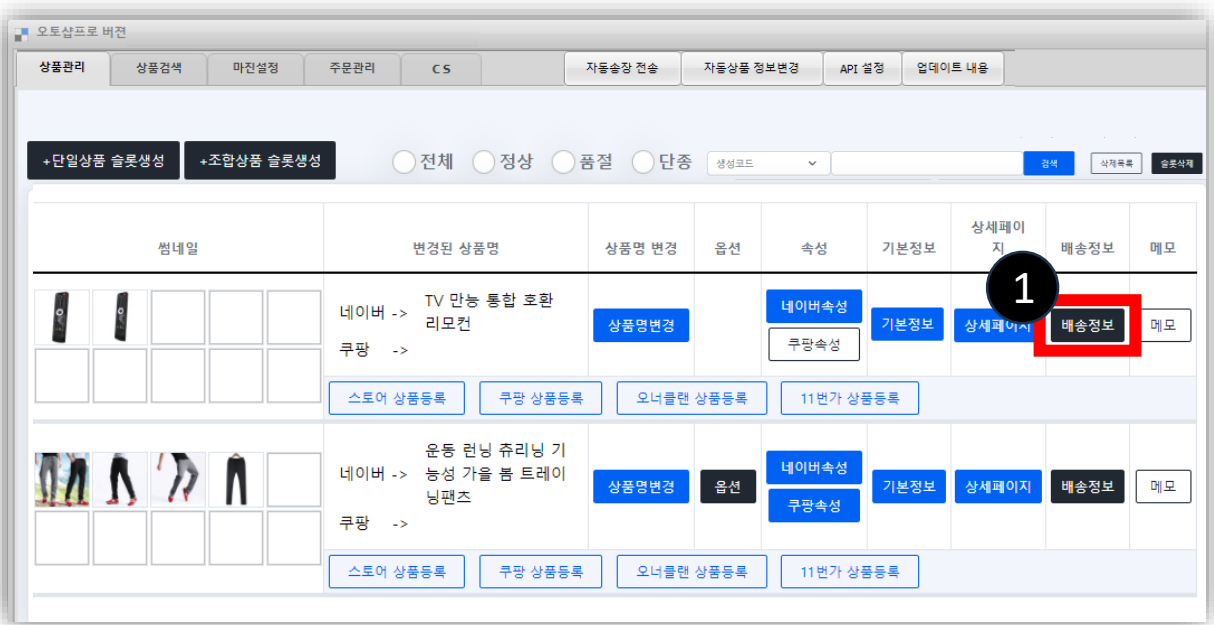 오토샵프로 버젼
상품관리 상품검색 마진설정 주문관리 CS 자동송장 전송 자동상품 정보변경 API 설정 업데이트 내용
+단일상품 슬롯생성 +조합상품 슬롯생성 전체 정상 품절 단종 생성코드 검색 삭제목록 슬롯삭제
썸네일 변경된 상품명 상품명 변경 옵션 속성 기본정보 상세페이지 배송정보 메모
1
네이버 -> TV 만능 통합 호환
리모컨
쿠팡 ->
상품명변경 네이버속성 쿠팡속성 기본정보 상세페이지 배송정보 메모
스토어 상품등록 쿠팡 상품등록 오너클랜 상품등록 11번가 상품등록
네이버 -> 운동 런닝 츄리닝 기
능성 가을 봄 트레이
닝팬츠
쿠팡 ->
상품명변경 옵션 네이버속성 쿠팡속성 기본정보 상세페이지 배송정보 메모
스토어 상품등록 쿠팡 상품등록 오너클랜 상품등록 11번가 상품등록